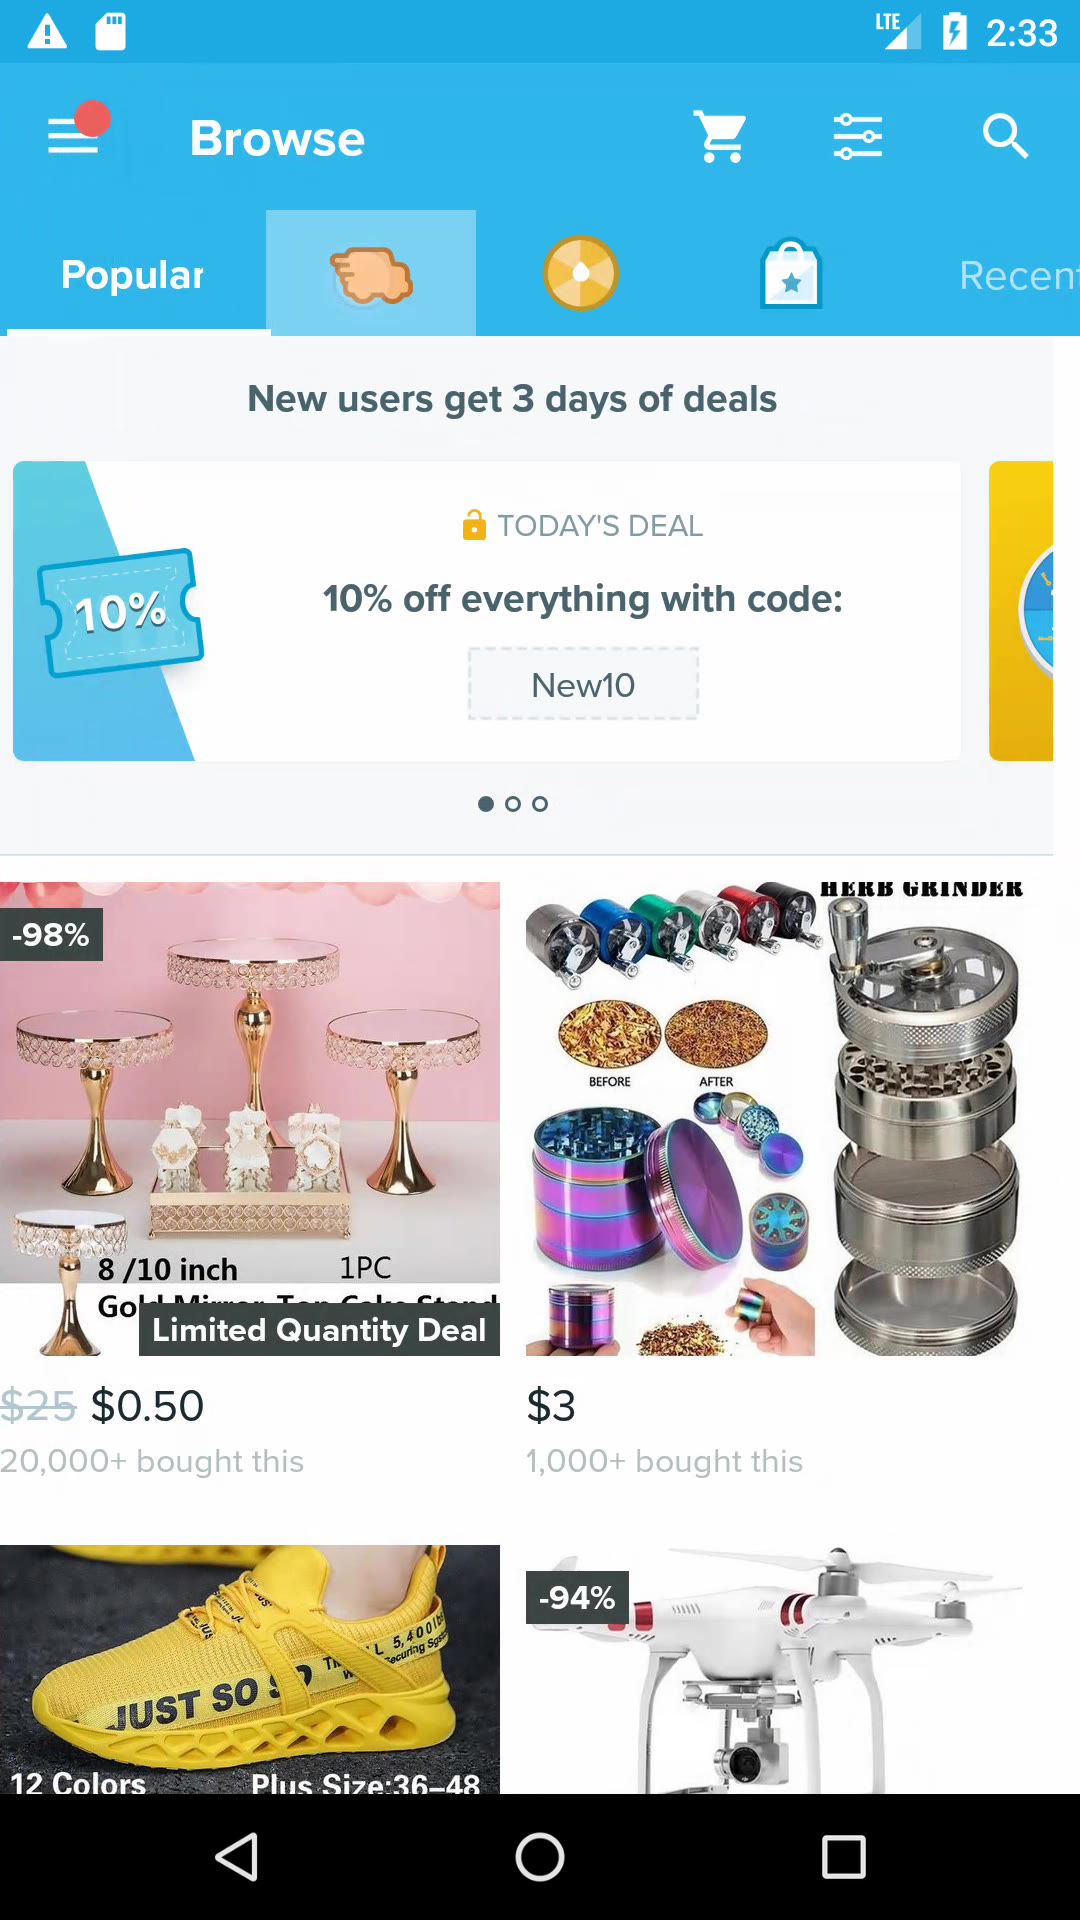 LTE 2:33
Browse
Popular
Recent
New users get 3 days of deals
TODAY'S DEAL
10%
10% off everything with code:
New10
-98%
8 /10 inch 1PC
Limited Quantity Deal
$25 $0.50
20,000+ bought this
HERB GRINDER
BEFORE AFTER
$3
1,000+ bought this
JUST SO SO
12 Colors Plus Size:36-48
-94%